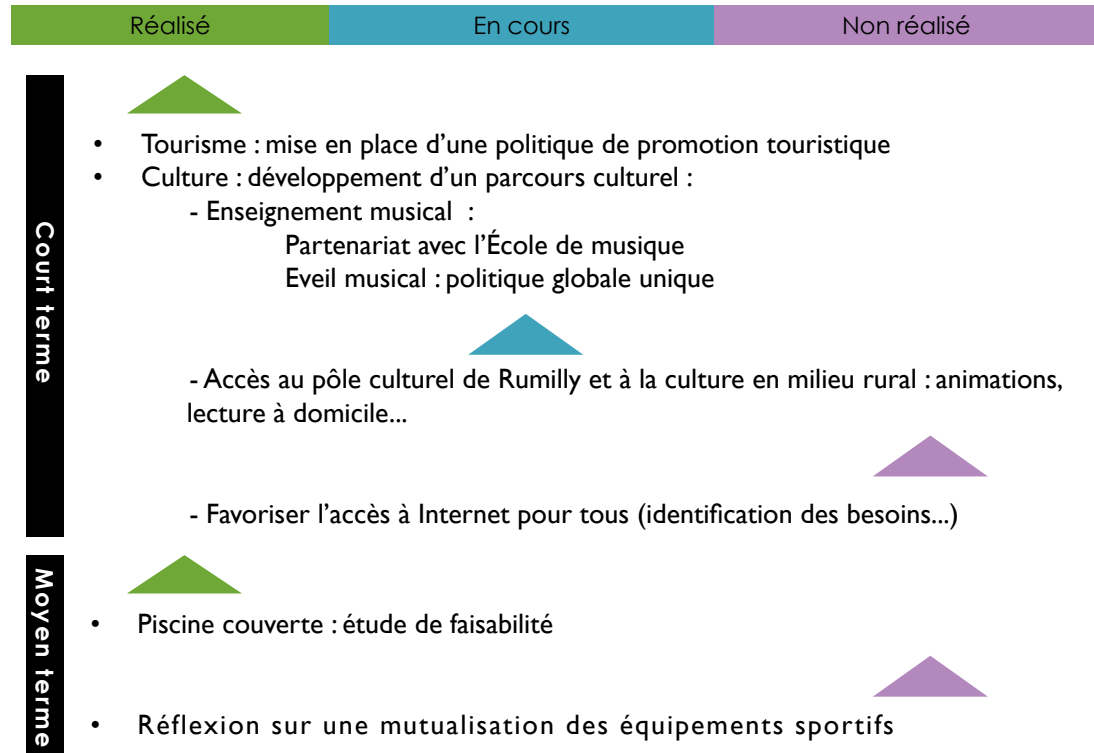 Réalisé En cours Non réalisé
Court terme
• Tourisme : mise en place d’une politique de promotion touristique
• Culture : développement d’un parcours culturel :
- Enseignement musical :
Partenariat avec l’École de musique
Eveil musical : politique globale unique
- Accès au pôle culturel de Rumilly et à la culture en milieu rural : animations,
lecture à domicile...
- Favoriser l’accès à Internet pour tous (identification des besoins...)
Moyen terme
• Piscine couverte : étude de faisabilité
• Réflexion sur une mutualisation des équipements sportifs